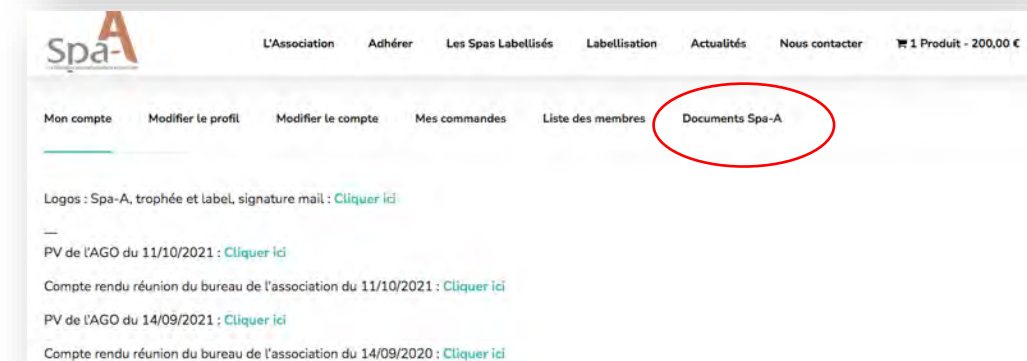 Spa-A
L'Association Adhérer Les Spas Labellisés Labellisation Actualités Nous contacter 1 Produit - 200,00 €
Mon compte Modifier le profil Modifier le compte Mes commandes Liste des membres Documents Spa-A
Logos : Spa-A, trophée et label, signature mail : Cliquer ici
—
PV de l'AGO du 11/10/2021 : Cliquer ici
Compte rendu réunion du bureau de l'association du 11/10/2021 : Cliquer ici
PV de l'AGO du 14/09/2021 : Cliquer ici
Compte rendu réunion du bureau de l'association du 14/09/2020 : Cliquer ici